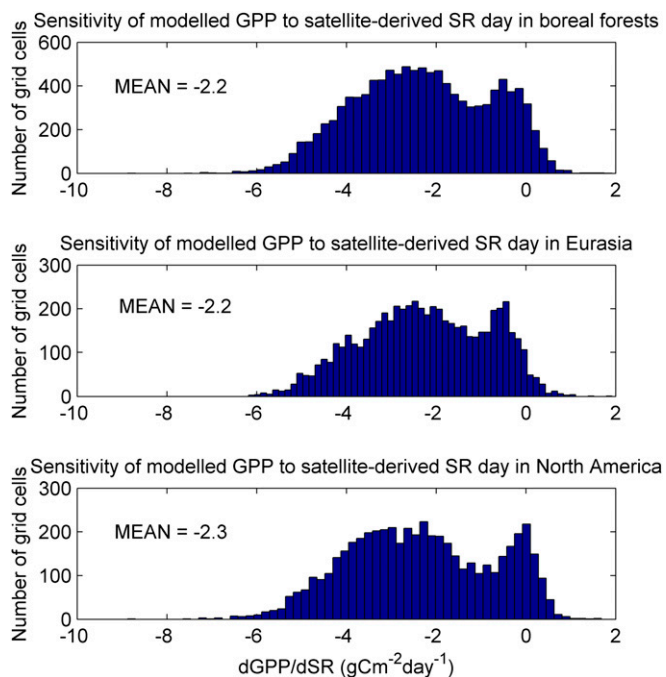 Sensitivity of modelled GPP to satellite-derived SR day in boreal forests
600
400
200
0
Number of grid cells
MEAN = -2.2
-10 -8 -6 -4 -2 0 2
Sensitivity of modelled GPP to satellite-derived SR day in Eurasia
300
200
100
0
Number of grid cells
MEAN = -2.2
-10 -8 -6 -4 -2 0 2
Sensitivity of modelled GPP to satellite-derived SR day in North America
300
200
100
0
Number of grid cells
MEAN = -2.3
-10 -8 -6 -4 -2 0 2
dGPP/dSR (gCm⁻²day⁻¹)